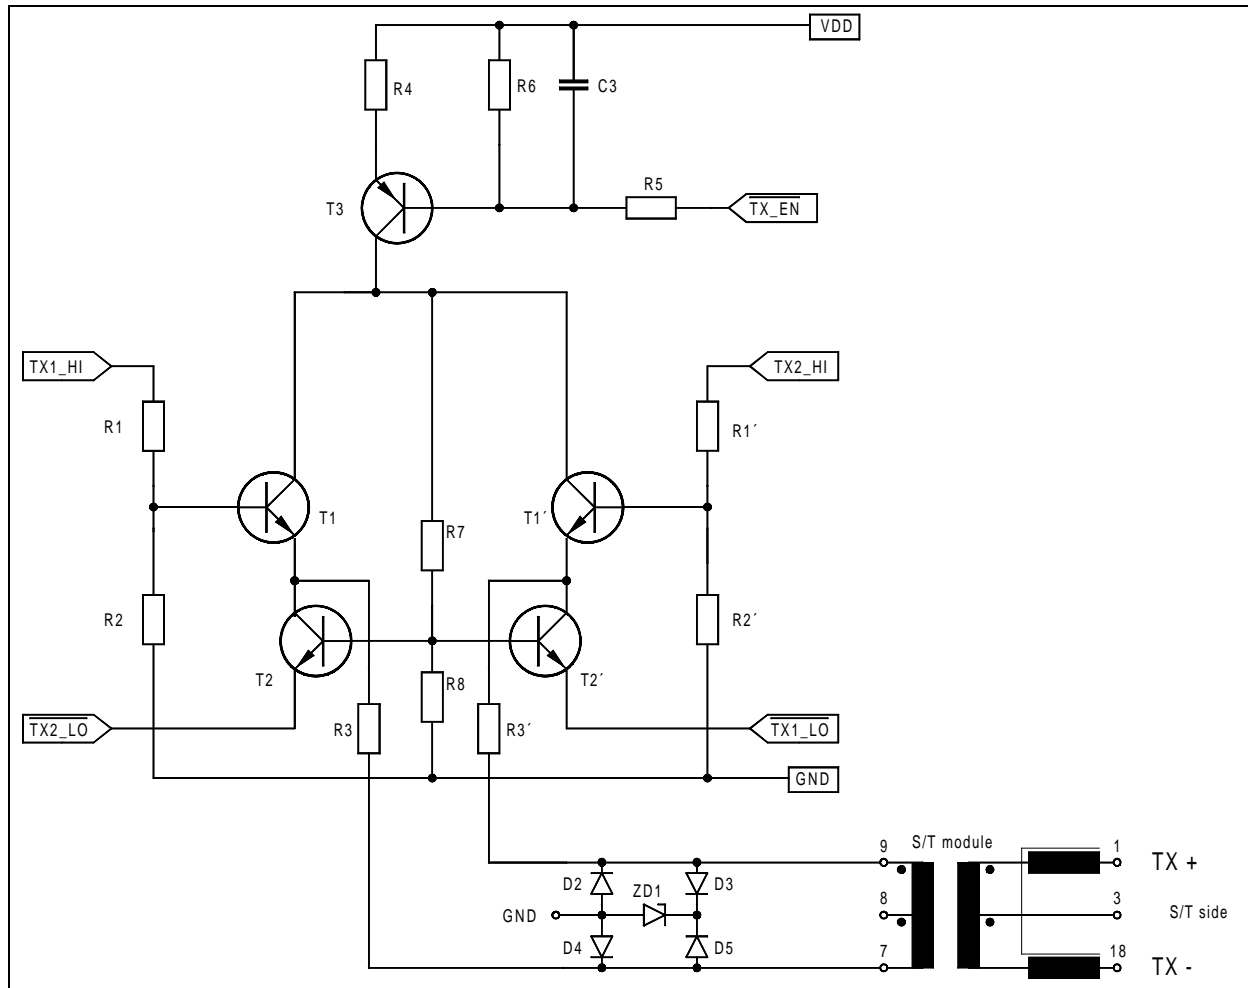 VDD
R4
R6
C3
T3
R5
TX_EN
TX1_HI
TX2_HI
R1
R1´
T1
T1´
R7
R2
R2´
T2
R8
T2´
TX2_LO
R3
R3´
TX1_LO
GND
S/T module
9
1
TX +
D2
ZD1
D3
GND
8
3
S/T side
D4
D5
7
18
TX -